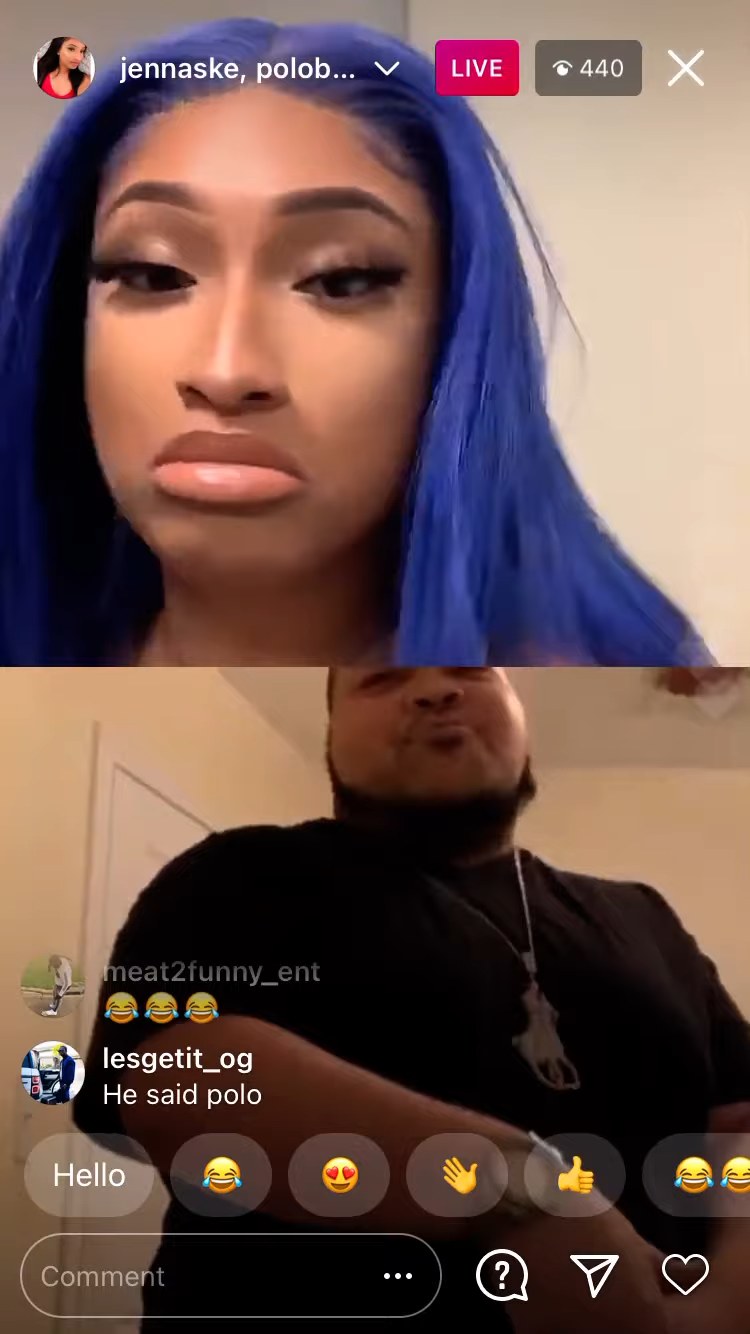 jennaske, polob...
LIVE
440
meat2funny_ent
😂😂😂
lesgetit_og
He said polo
Hello
Comment